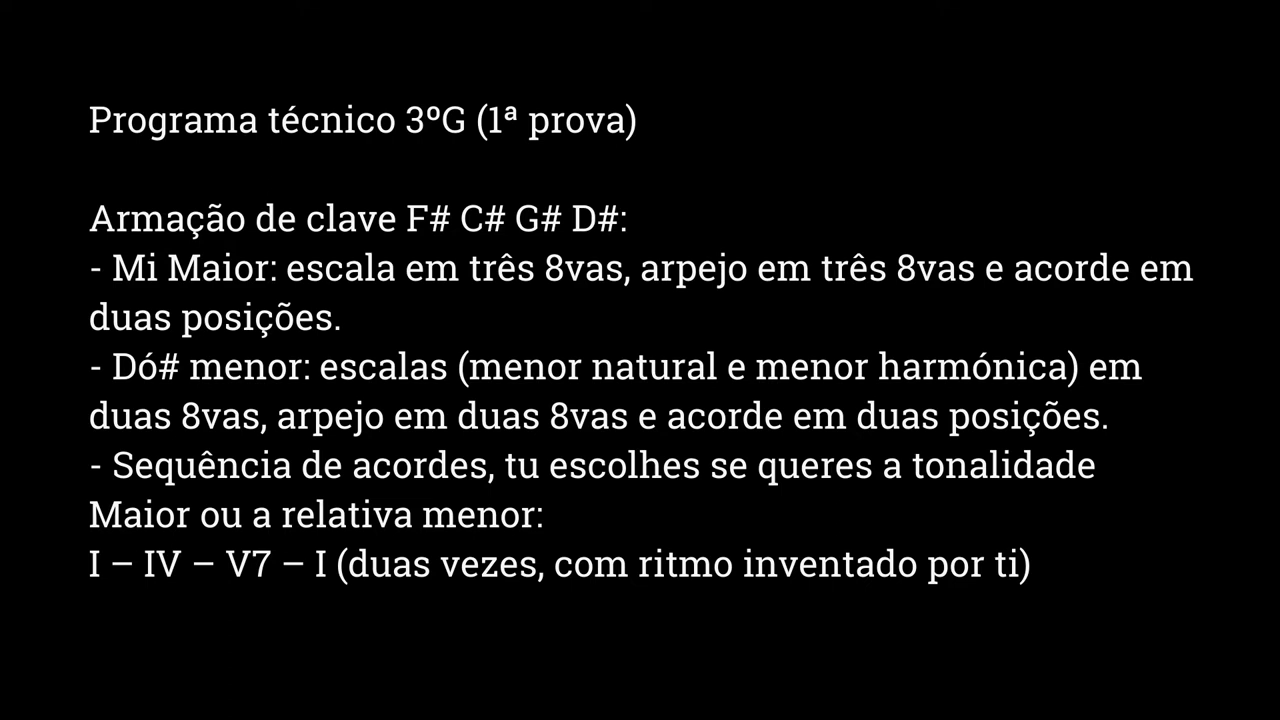 Programa técnico 3ºG (1ª prova)
Armação de clave F# C# G# D#:
- Mi Maior: escala em três 8vas, arpejo em três 8vas e acorde em
duas posições.
- Dó# menor: escalas (menor natural e menor harmónica) em
duas 8vas, arpejo em duas 8vas e acorde em duas posições.
- Sequência de acordes, tu escolhes se queres a tonalidade
Maior ou a relativa menor:
I – IV – V7 – I (duas vezes, com ritmo inventado por ti)